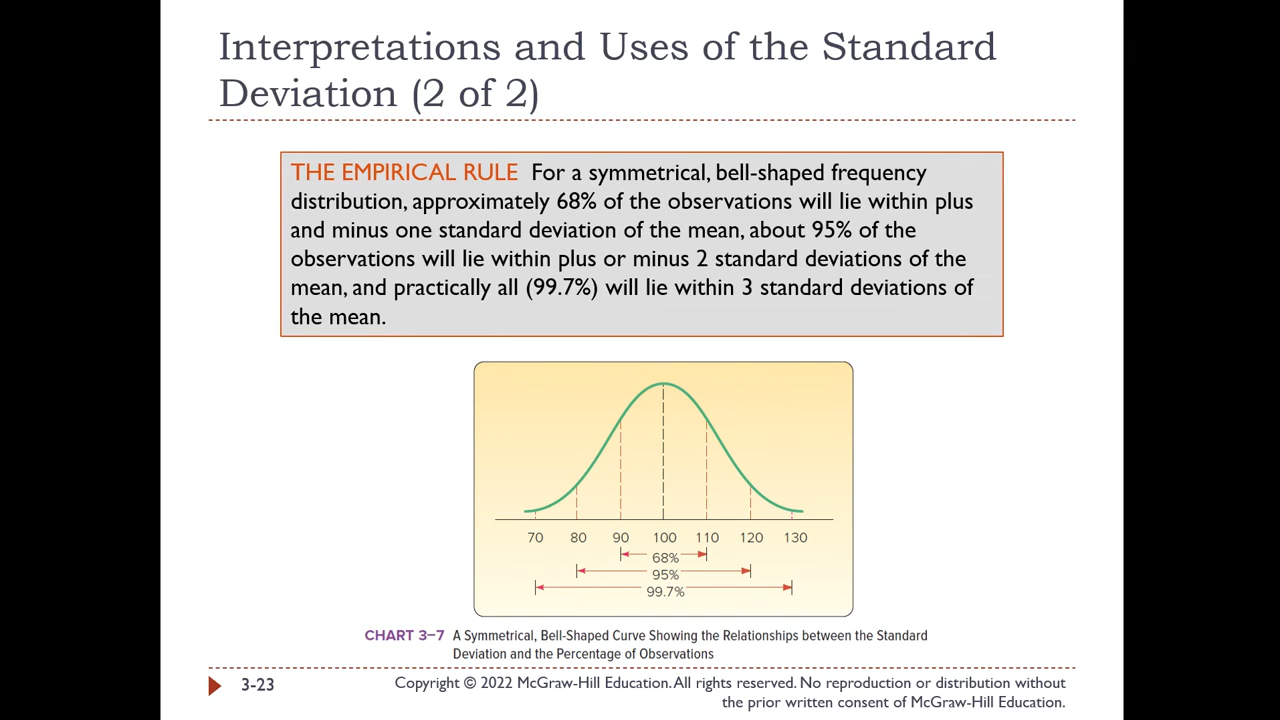 Interpretations and Uses of the Standard
Deviation (2 of 2)
THE EMPIRICAL RULE For a symmetrical, bell-shaped frequency
distribution, approximately 68% of the observations will lie within plus
and minus one standard deviation of the mean, about 95% of the
observations will lie within plus or minus 2 standard deviations of the
mean, and practically all (99.7%) will lie within 3 standard deviations of
the mean.
70 80 90 100 110 120 130
68%
95%
99.7%
CHART 3–7 A Symmetrical, Bell-Shaped Curve Showing the Relationships between the Standard
Deviation and the Percentage of Observations
3-23
Copyright © 2022 McGraw-Hill Education. All rights reserved. No reproduction or distribution without
the prior written consent of McGraw-Hill Education.